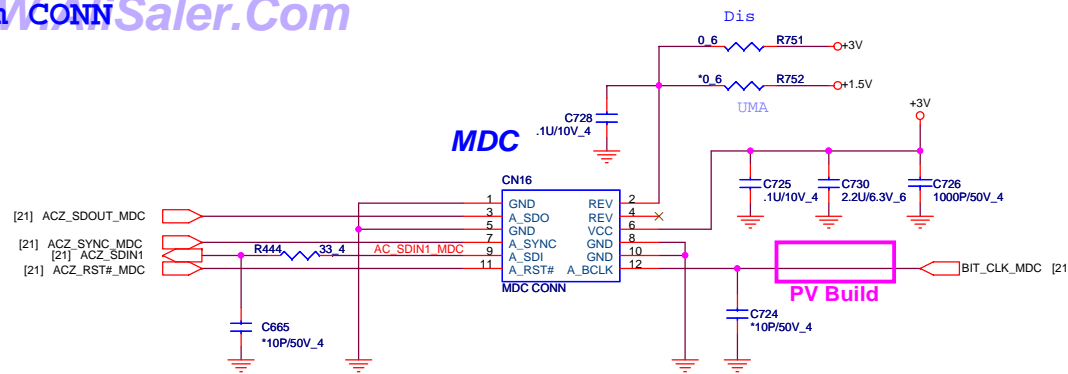 CONN
W.AliSaler.Com
Dis
0_6 R751 +3V
*0_6 R752 +1.5V
UMA
C728
.1U/10V_4
+3V
MDC
C725
.1U/10V_4
C730
2.2U/6.3V_6
C726
1000P/50V_4
CN16
1 GND REV 2
3 A_SDO REV 4
5 GND VCC 6
7 A_SYNC GND 8
9 A_SDI GND 10
11 A_RST# A_BCLK 12
MDC CONN
[21] ACZ_SDOUT_MDC
[21] ACZ_SYNC_MDC
[21] ACZ_SDIN1
[21] ACZ_RST#_MDC
R444 33_4 AC_SDIN1_MDC
BIT_CLK_MDC [21
PV Build
C665
*10P/50V_4
C724
*10P/50V_4